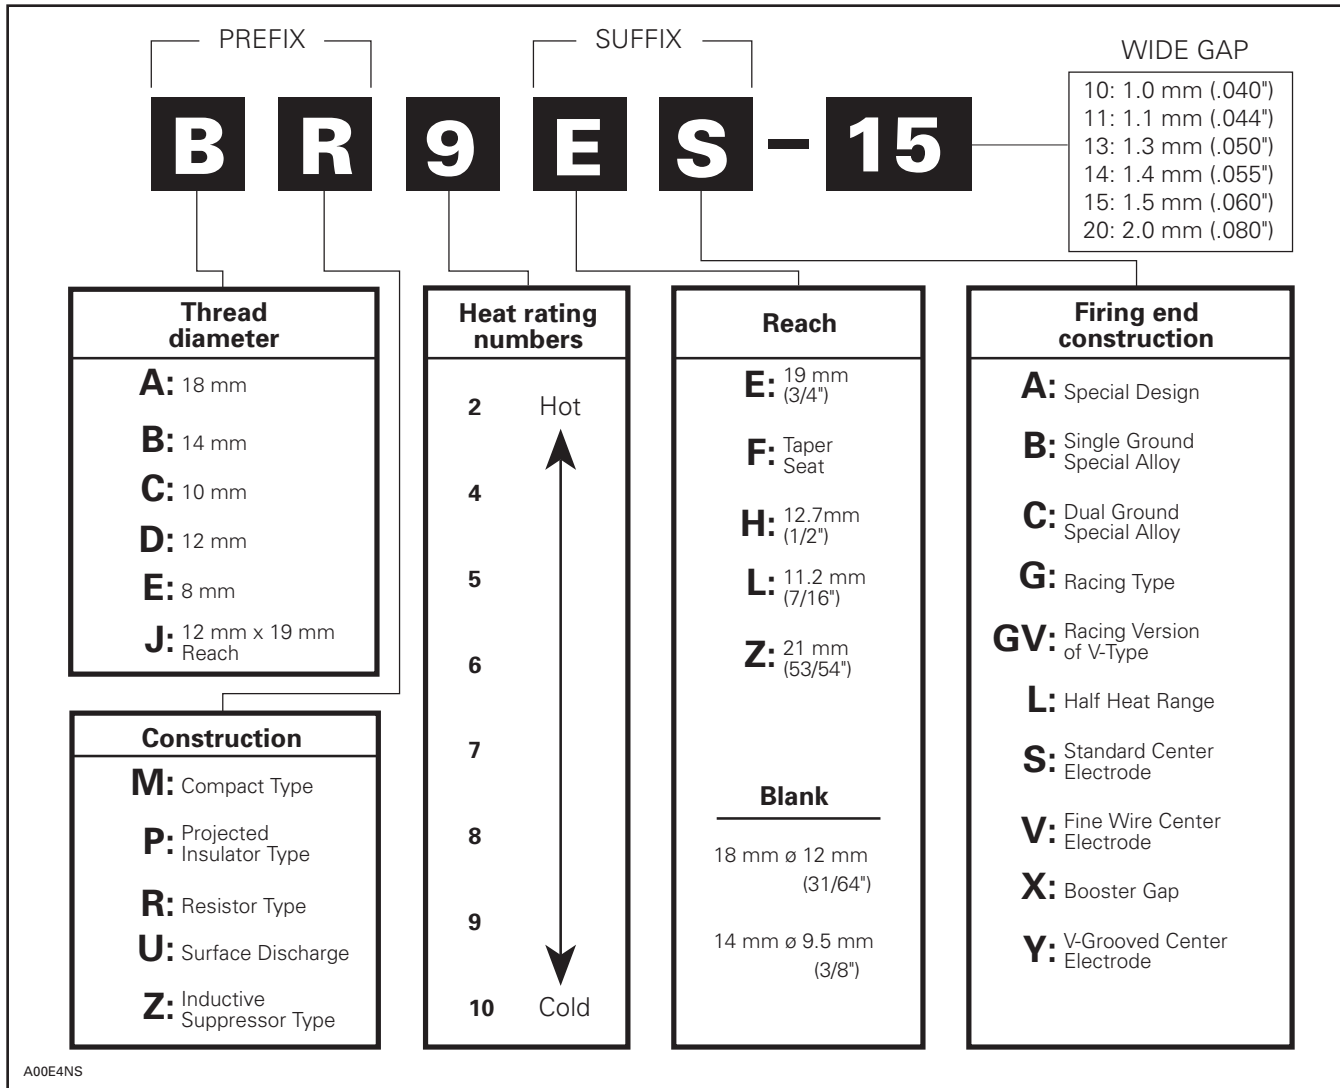 PREFIX
SUFFIX
WIDE GAP
B R 9 E S - 15
10: 1.0 mm (.040")
11: 1.1 mm (.044")
13: 1.3 mm (.050")
14: 1.4 mm (.055")
15: 1.5 mm (.060")
20: 2.0 mm (.080")
Thread
diameter
A: 18 mm
B: 14 mm
C: 10 mm
D: 12 mm
E: 8 mm
J: 12 mm x 19 mm
Reach
Construction
M: Compact Type
P: Projected
Insulator Type
R: Resistor Type
U: Surface Discharge
Z: Inductive
Suppressor Type
Heat rating
numbers
2 Hot
4
5
6
7
8
9
10 Cold
Reach
E: 19 mm
(3/4")
F: Taper
Seat
H: 12.7mm
(1/2")
L: 11.2 mm
(7/16")
Z: 21 mm
(53/54")
Blank
18 mm ø 12 mm
(31/64")
14 mm ø 9.5 mm
(3/8")
Firing end
construction
A: Special Design
B: Single Ground
Special Alloy
C: Dual Ground
Special Alloy
G: Racing Type
GV: Racing Version
of V-Type
L: Half Heat Range
S: Standard Center
Electrode
V: Fine Wire Center
Electrode
X: Booster Gap
Y: V-Grooved Center
Electrode
A00E4NS